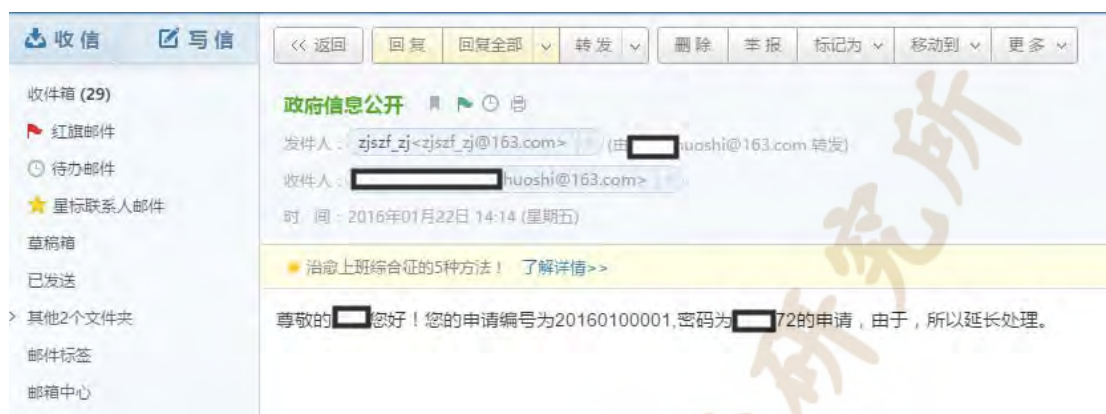 收信 写信
<< 返回 回复 回复全部 转发 删除 举报 标记为 移动到 更多
收件箱 (29)
红旗邮件
待办邮件
星标联系人邮件
草稿箱
已发送
其他2个文件夹
邮件标签
邮箱中心
政府信息公开
发件人：zjszf_zj<zjszf_zj@163.com> (由 huoshi@163.com 转发)
收件人： huoshi@163.com>
时 间：2016年01月22日 14:14 (星期五)
治愈上班综合征的5种方法！ 了解详情>>
尊敬的 您好！您的申请编号为20160100001,密码为 72的申请，由于，所以延长处理。
研究所